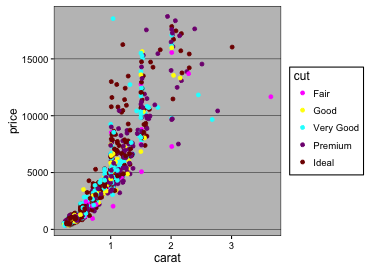 price
15000
10000
5000
0
1
2
3
carat
cut
Fair
Good
Very Good
Premium
Ideal